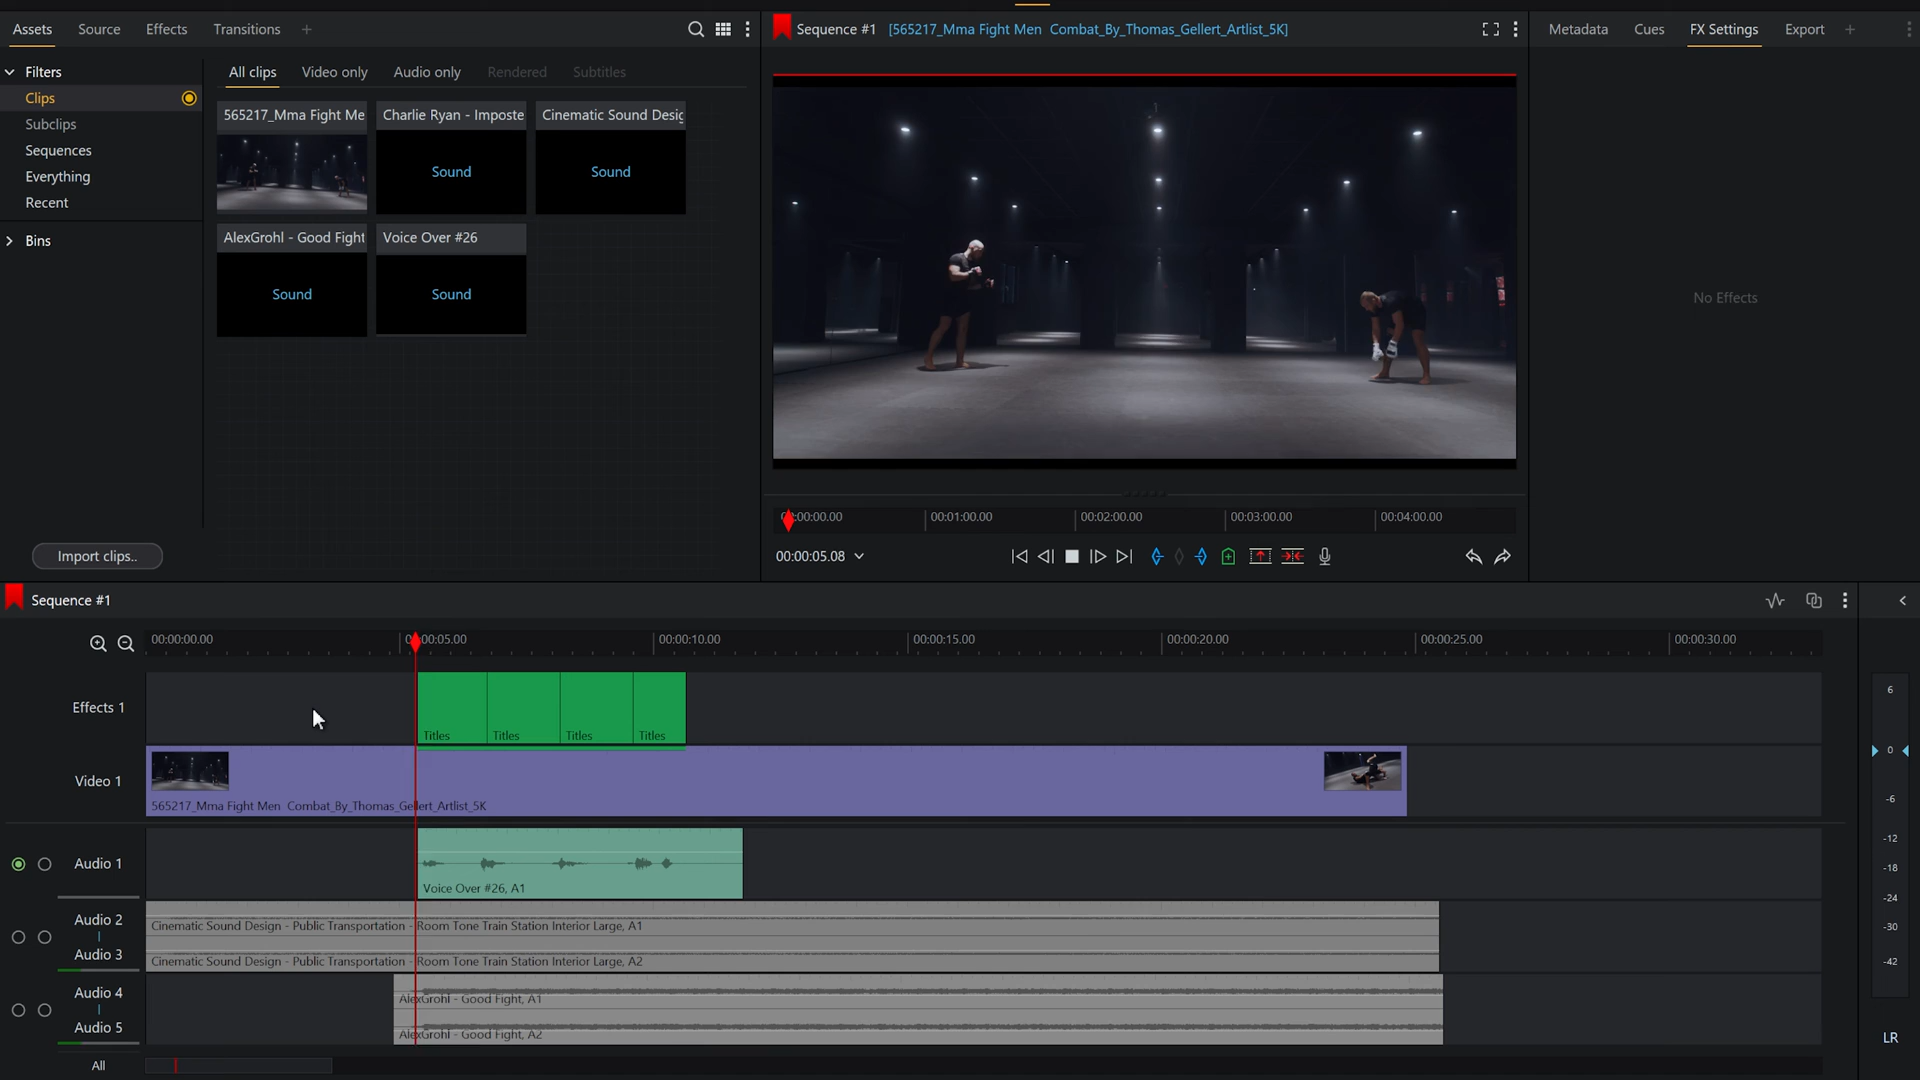 Assets Source Effects Transitions +
Sequence #1 [565217_Mma Fight Men Combat_By_Thomas_Gellert_Artlist_5K]
Metadata Cues FX Settings Export +
Filters
Clips
Subclips
Sequences
Everything
Recent
Bins
Import clips..
All clips Video only Audio only Rendered Subtitles
565217_Mma Fight Me Charlie Ryan - Imposte Cinematic Sound Desig
Sound Sound
AlexGrohl - Good Fight Voice Over #26
Sound Sound
No Effects
00:00:00.00 00:01:00.00 00:02:00.00 00:03:00.00 00:04:00.00
00:00:05.08
Sequence #1
00:00:00.00 00:00:05.00 00:00:10.00 00:00:15.00 00:00:20.00 00:00:25.00 00:00:30.00
Effects 1
Titles Titles Titles Titles
Video 1
565217_Mma Fight Men Combat_By_Thomas_Gellert_Artlist_5K
Audio 1
Voice Over #26, A1
Audio 2
Cinematic Sound Design - Public Transportation - Room Tone Train Station Interior Large, A1
Audio 3
Cinematic Sound Design - Public Transportation - Room Tone Train Station Interior Large, A2
Audio 4
AlexGrohl - Good Fight, A1
Audio 5
AlexGrohl - Good Fight, A2
All
6
0
-6
-12
-18
-24
-30
-42
LR